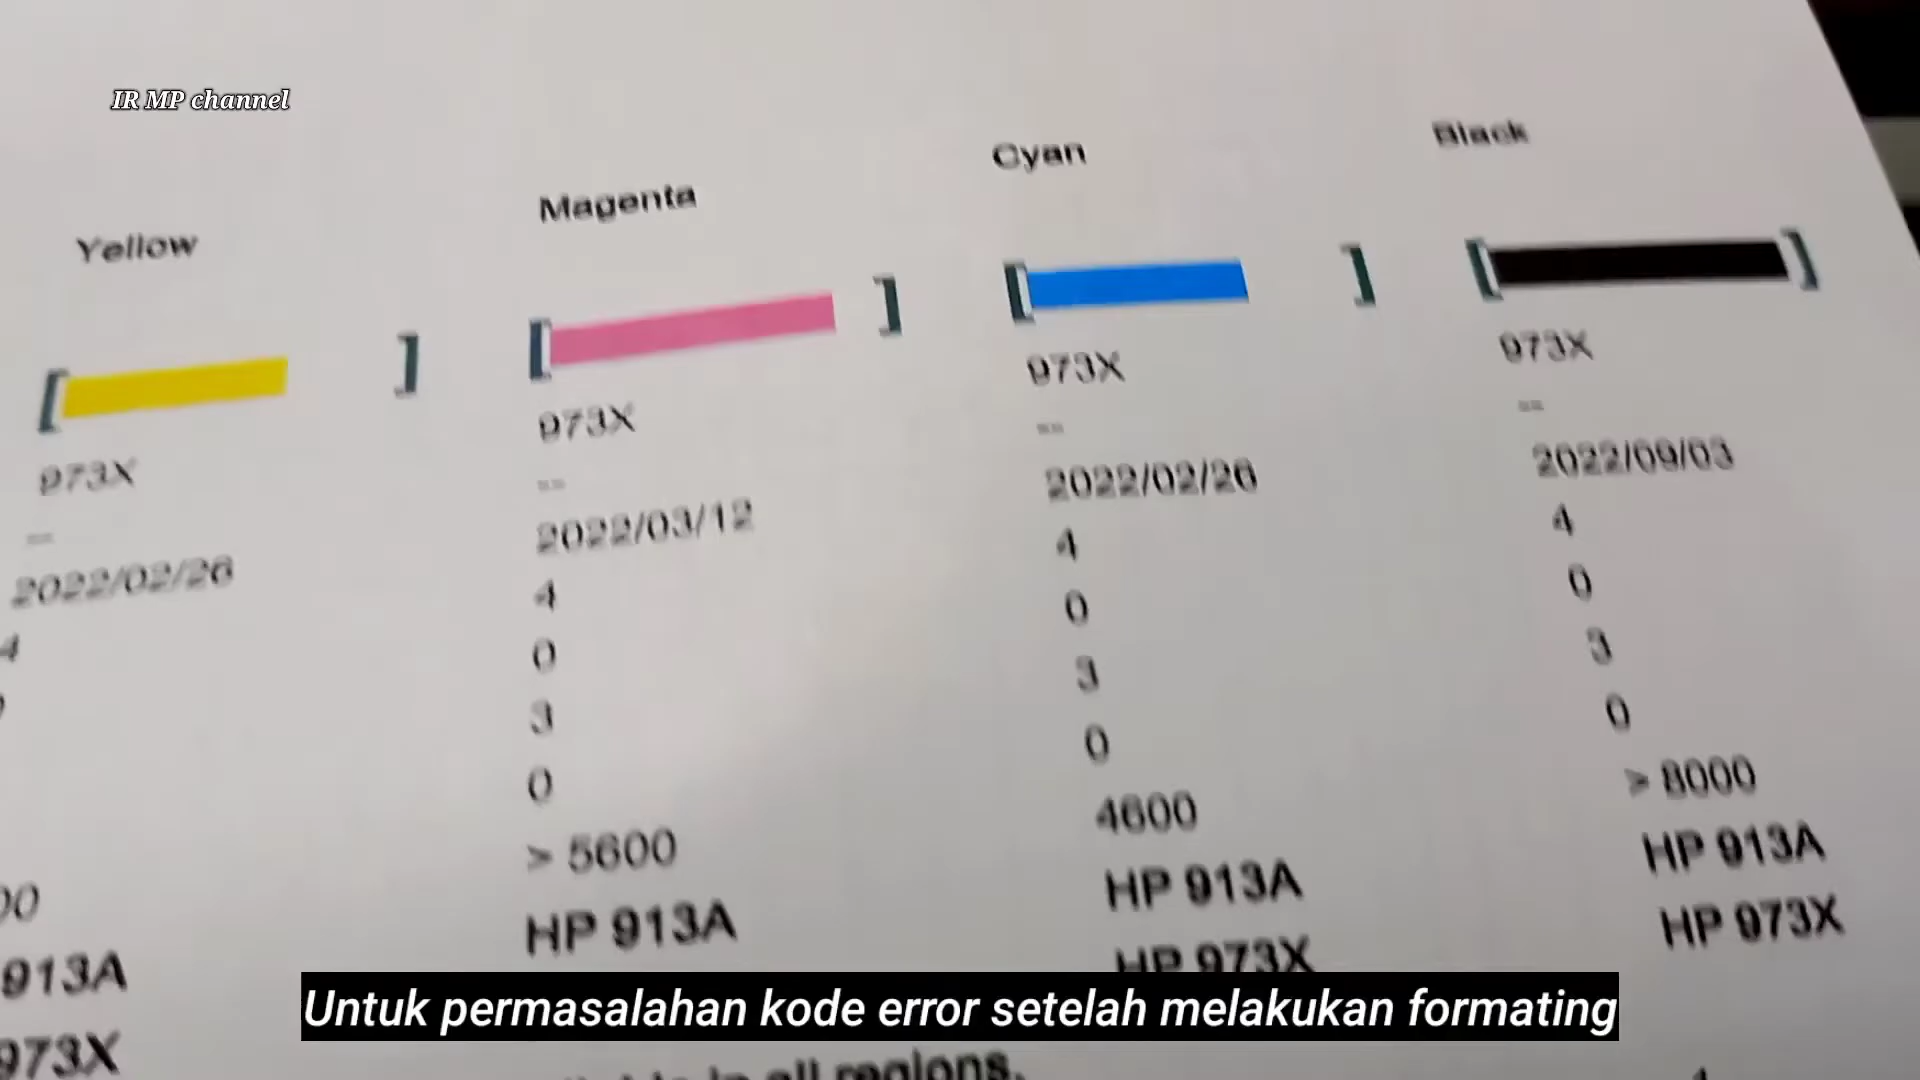 IR MP channel
Yellow
Magenta
Cyan
Black
[ ]
[ ]
[ ]
[ ]
973X
973X
973X
973X
--
--
--
--
2022/02/26
2022/03/12
2022/02/26
2022/09/03
4
4
4
4
0
0
0
3
3
3
0
0
0
> 5600
4600
> 8000
913A
HP 913A
HP 913A
HP 913A
973X
HP 973X
HP 973X
Untuk permasalahan kode error setelah melakukan formating
in all regions.